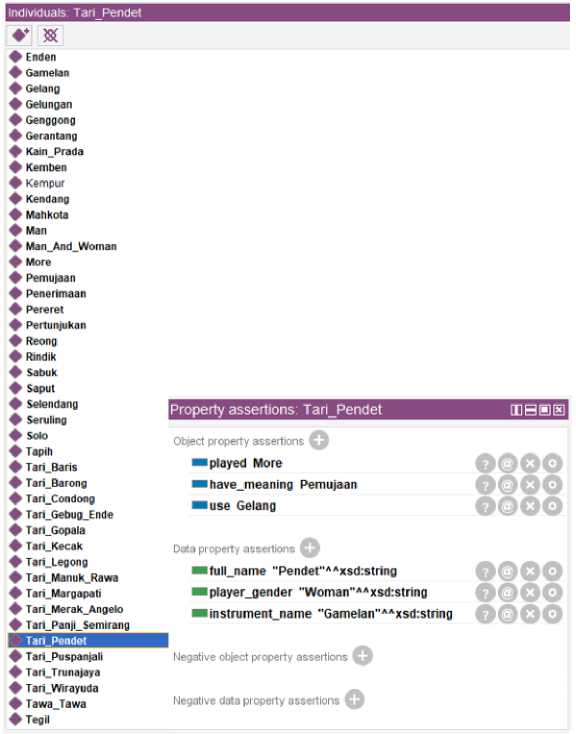 Individuals: Tari_Pendet
Enden
Gamelan
Gelang
Gelungan
Genggong
Gerantang
Kain_Prada
Kemben
Kempur
Kendang
Mahkota
Man
Man_And_Woman
More
Pemujaan
Penerimaan
Pereret
Pertunjukan
Reong
Rindik
Sabuk
Saput
Selendang
Seruling
Solo
Tapih
Tari_Baris
Tari_Barong
Tari_Condong
Tari_Gebug_Ende
Tari_Gopala
Tari_Kecak
Tari_Legong
Tari_Manuk_Rawa
Tari_Margapati
Tari_Merak_Angelo
Tari_Panji_Semirang
Tari_Pendet
Tari_Puspanjali
Tari_Trunajaya
Tari_Wirayuda
Tawa_Tawa
Tegil
Property assertions: Tari_Pendet
Object property assertions
played More
have_meaning Pemujaan
use Gelang
Data property assertions
full_name "Pendet"^^xsd:string
player_gender "Woman"^^xsd:string
instrument_name "Gamelan"^^xsd:string
Negative object property assertions
Negative data property assertions